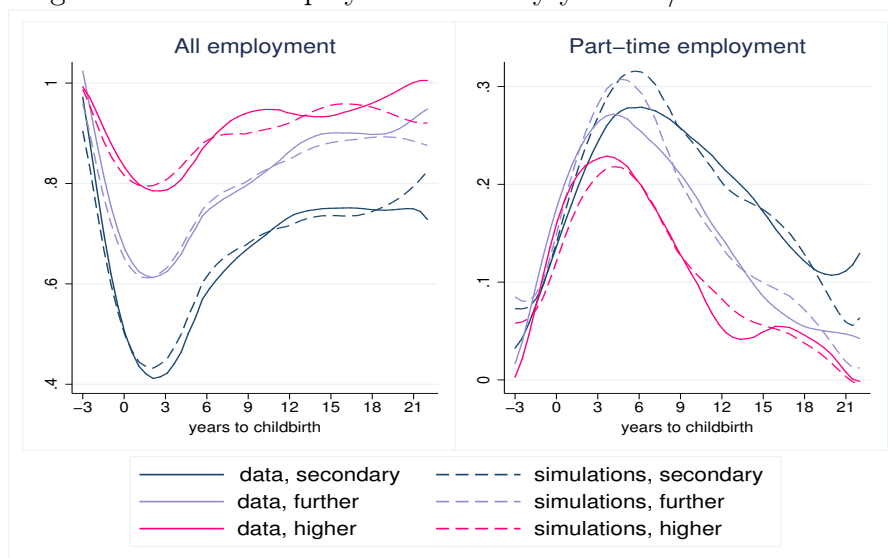 All employment
Part−time employment
1
.8
.6
.4
−3 0 3 6 9 12 15 18 21
years to childbirth
.3
.2
.1
0
−3 0 3 6 9 12 15 18 21
years to childbirth
data, secondary
simulations, secondary
data, further
simulations, further
data, higher
simulations, higher